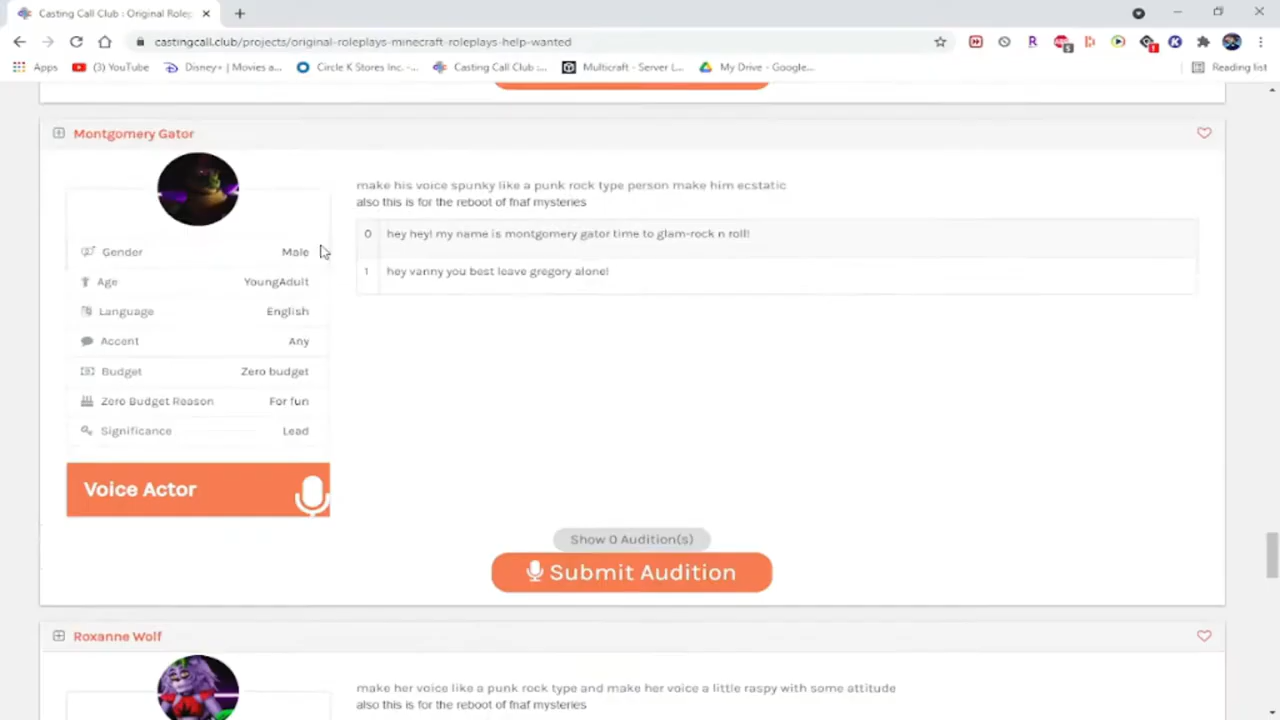 Casting Call Club : Original Rolep
castingcall.club/projects/original-roleplays-minecraft-roleplays-help-wanted
Apps
(3) YouTube
Disney+ | Movies a...
Circle K Stores Inc. -...
Casting Call Club :...
Multicraft - Server L...
My Drive - Google...
Reading list
Montgomery Gator
make his voice spunky like a punk rock type person make him ecstatic
also this is for the reboot of fnaf mysteries
0 hey hey! my name is montgomery gator time to glam-rock n roll!
1 hey vanny you best leave gregory alone!
Gender Male
Age YoungAdult
Language English
Accent Any
Budget Zero budget
Zero Budget Reason For fun
Significance Lead
Voice Actor
Show 0 Audition(s)
Submit Audition
Roxanne Wolf
make her voice like a punk rock type and make her voice a little raspy with some attitude
also this is for the reboot of fnaf mysteries